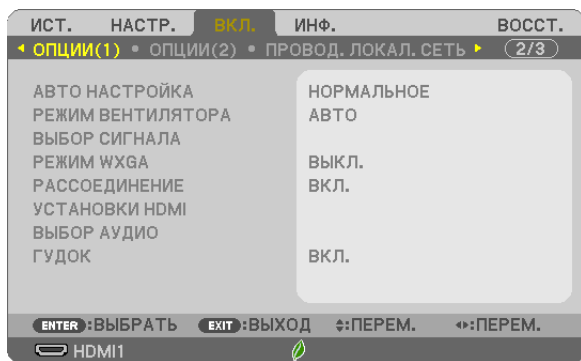 ИСТ. НАСТР. ВКЛ. ИНФ. ВОССТ.
ОПЦИИ(1) • ОПЦИИ(2) • ПРОВОД. ЛОКАЛ. СЕТЬ 2/3
АВТО НАСТРОЙКА НОРМАЛЬНОЕ
РЕЖИМ ВЕНТИЛЯТОРА АВТО
ВЫБОР СИГНАЛА
РЕЖИМ WXGA ВЫКЛ.
РАССОЕДИНЕНИЕ ВКЛ.
УСТАНОВКИ HDMI
ВЫБОР АУДИО
ГУДОК ВКЛ.
ENTER :ВЫБРАТЬ EXIT :ВЫХОД :ПЕРЕМ. :ПЕРЕМ.
HDMI1